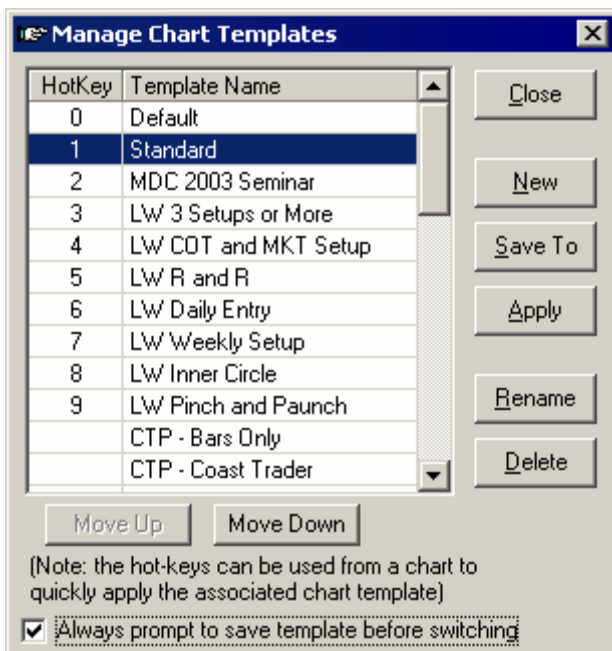 Manage Chart Templates
HotKey Template Name
0 Default
1 Standard
2 MDC 2003 Seminar
3 LW 3 Setups or More
4 LW COT and MKT Setup
5 LW R and R
6 LW Daily Entry
7 LW Weekly Setup
8 LW Inner Circle
9 LW Pinch and Paunch
CTP - Bars Only
CTP - Coast Trader
Close
New
Save To
Apply
Rename
Delete
Move Up Move Down
(Note: the hot-keys can be used from a chart to
quickly apply the associated chart template)
Always prompt to save template before switching